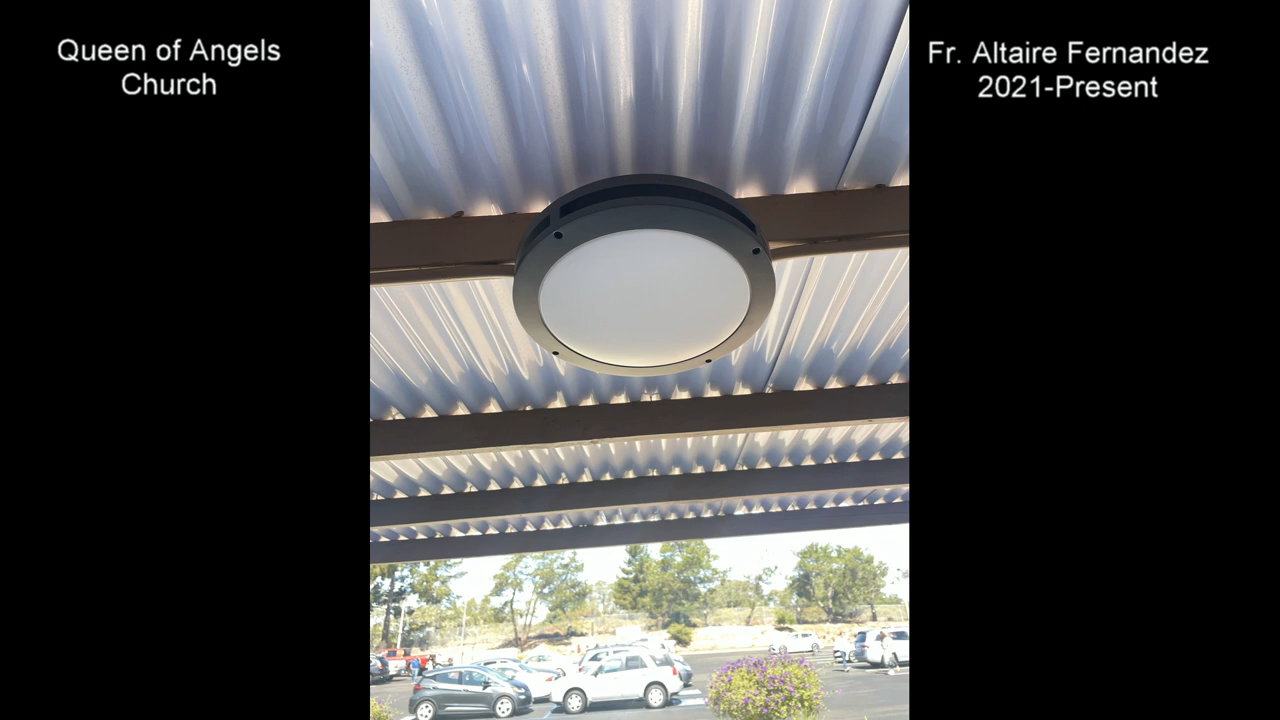 Queen of Angels
Church
Fr. Altaire Fernandez
2021-Present